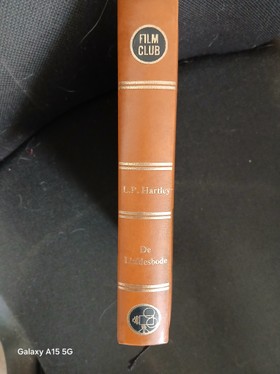 FILM
CLUB
L.P. Hartley
De
Liefdesbode
Galaxy A15 5G